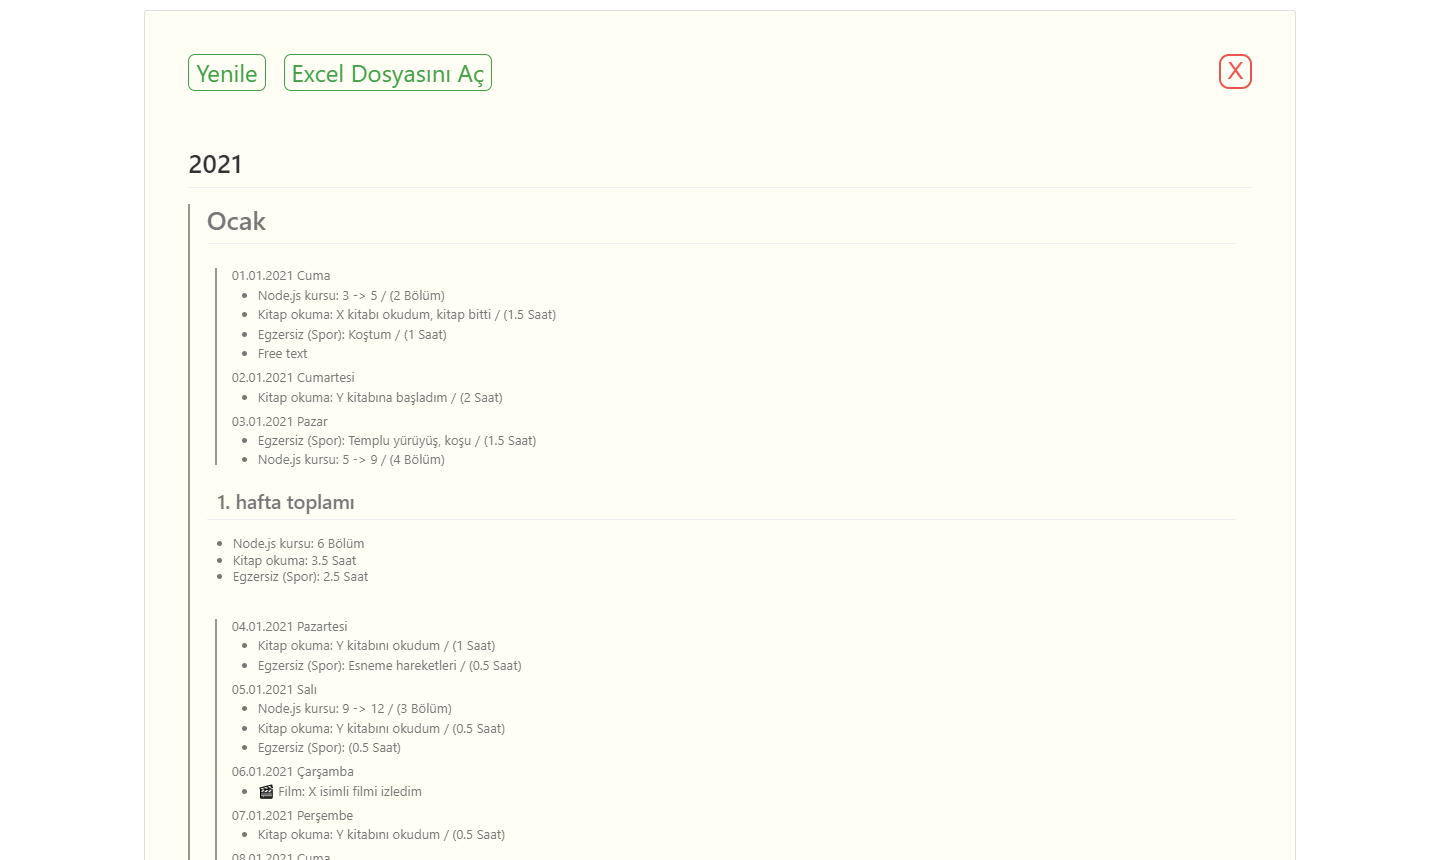 Yenile Excel Dosyasını Aç X
2021
Ocak
01.01.2021 Cuma
Node.js kursu: 3 -> 5 / (2 Bölüm)
Kitap okuma: X kitabı okudum, kitap bitti / (1.5 Saat)
Egzersiz (Spor): Koştum / (1 Saat)
Free text
02.01.2021 Cumartesi
Kitap okuma: Y kitabına başladım / (2 Saat)
03.01.2021 Pazar
Egzersiz (Spor): Templu yürüyüş, koşu / (1.5 Saat)
Node.js kursu: 5 -> 9 / (4 Bölüm)
1. hafta toplamı
Node.js kursu: 6 Bölüm
Kitap okuma: 3.5 Saat
Egzersiz (Spor): 2.5 Saat
04.01.2021 Pazartesi
Kitap okuma: Y kitabını okudum / (1 Saat)
Egzersiz (Spor): Esneme hareketleri / (0.5 Saat)
05.01.2021 Salı
Node.js kursu: 9 -> 12 / (3 Bölüm)
Kitap okuma: Y kitabını okudum / (0.5 Saat)
Egzersiz (Spor): (0.5 Saat)
06.01.2021 Çarşamba
🎬 Film: X isimli filmi izledim
07.01.2021 Perşembe
Kitap okuma: Y kitabını okudum / (0.5 Saat)
08.01.2021 Cuma